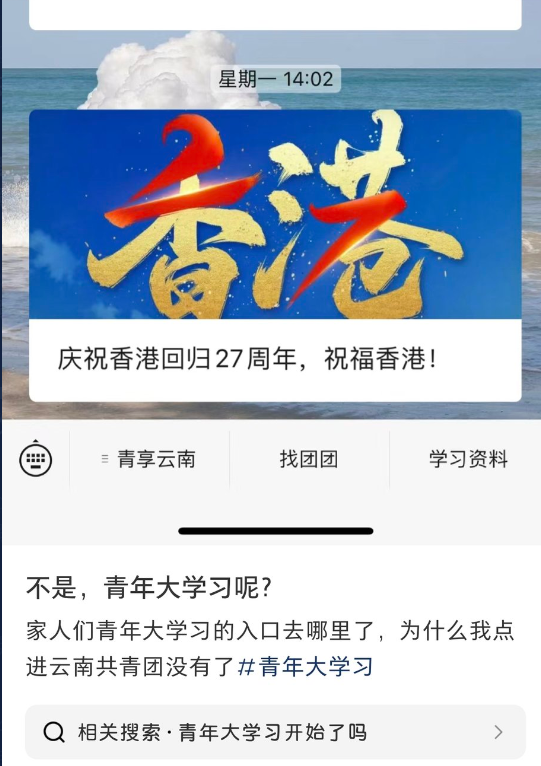 星期一 14:02
香港
庆祝香港回归27周年，祝福香港！
青享云南
找团团
学习资料
不是，青年大学习呢？
家人们青年大学习的入口去哪里了，为什么我点
进云南共青团没有了#青年大学习
相关搜索·青年大学习开始了吗